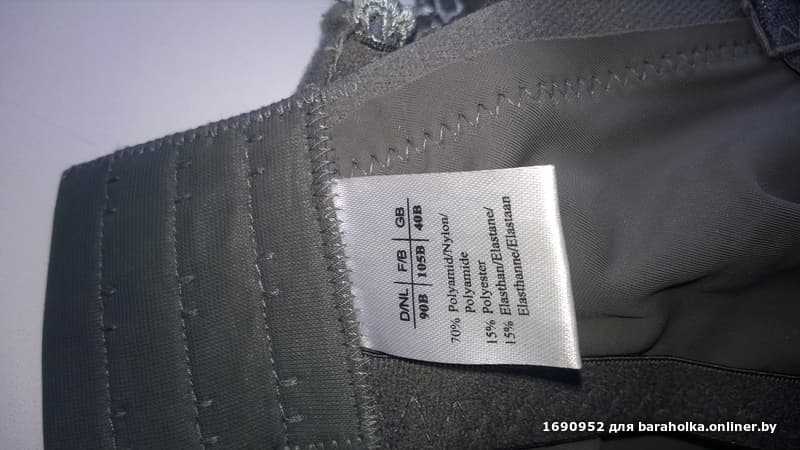 D/NL | F/B | GB
90B | 105B | 40B
70% Polyamid/Nylon/
Polyamide
15% Polyester
15% Elasthan/Elastane/
Elasthanne/Elastaan
1690952 для baraholka.onliner.by